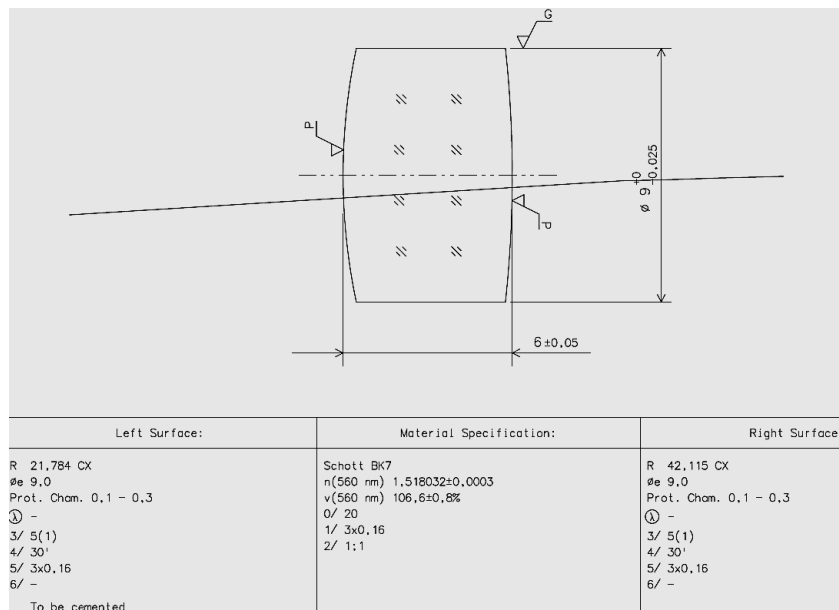 G
P
P
ø 9 +0 -0,025
6±0,05
Left Surface:
R 21,784 CX
øe 9,0
Prot. Cham. 0,1 - 0,3
λ -
3/ 5(1)
4/ 30'
5/ 3x0,16
6/ -
To be cemented
Material Specification:
Schott BK7
n(560 nm) 1,518032±0,0003
v(560 nm) 106,6±0,8%
0/ 20
1/ 3x0,16
2/ 1;1
Right Surface
R 42,115 CX
øe 9,0
Prot. Cham. 0,1 - 0,3
λ -
3/ 5(1)
4/ 30'
5/ 3x0,16
6/ -